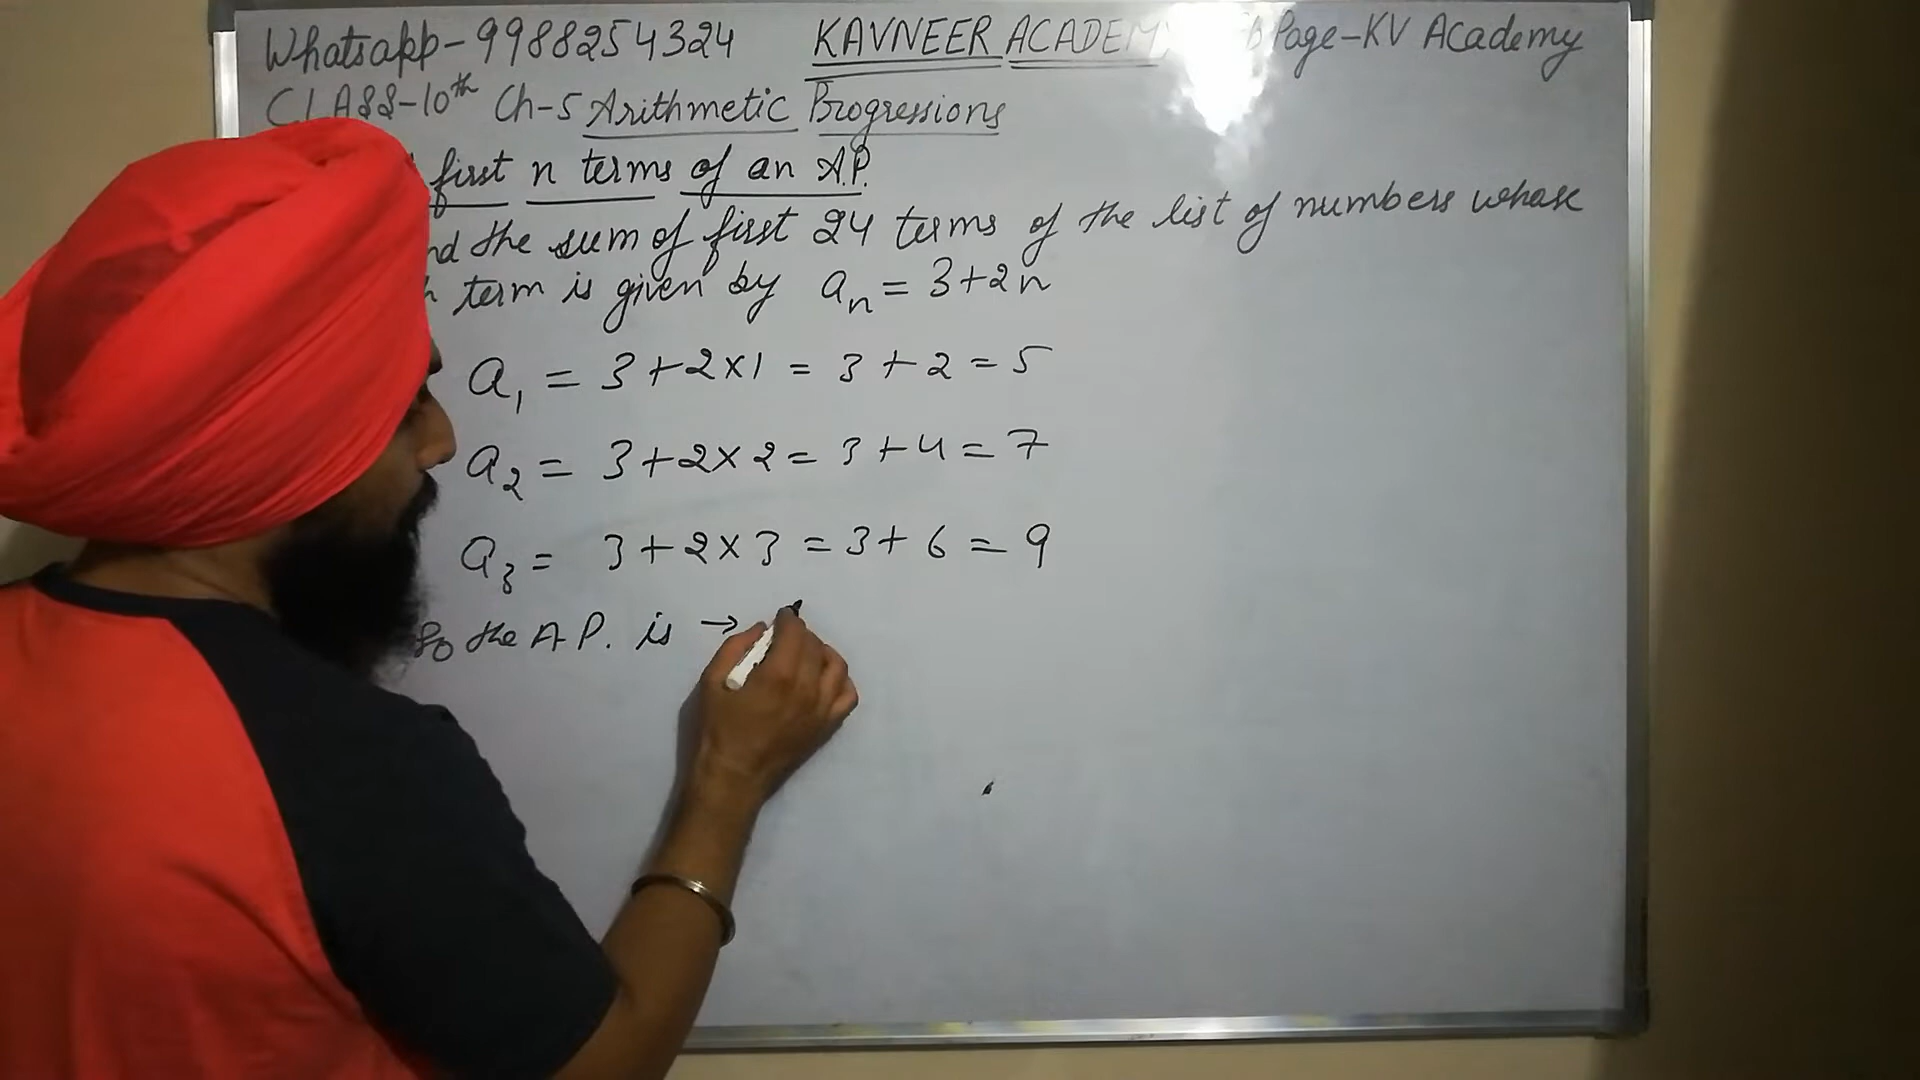 Whatsapp-9988254324 KAVNEER ACADEMY Page-KV Academy
CLASS-10th Ch-5 Arithmetic Progressions
first n terms of an A.P.
the sum of first 24 terms of the list of numbers whose
term is given by an = 3+2n
a1 = 3+2×1 = 3+2=5
a2 = 3+2×2 = 3+4=7
a3 = 3+2×3 = 3+6=9
So the A P. is →